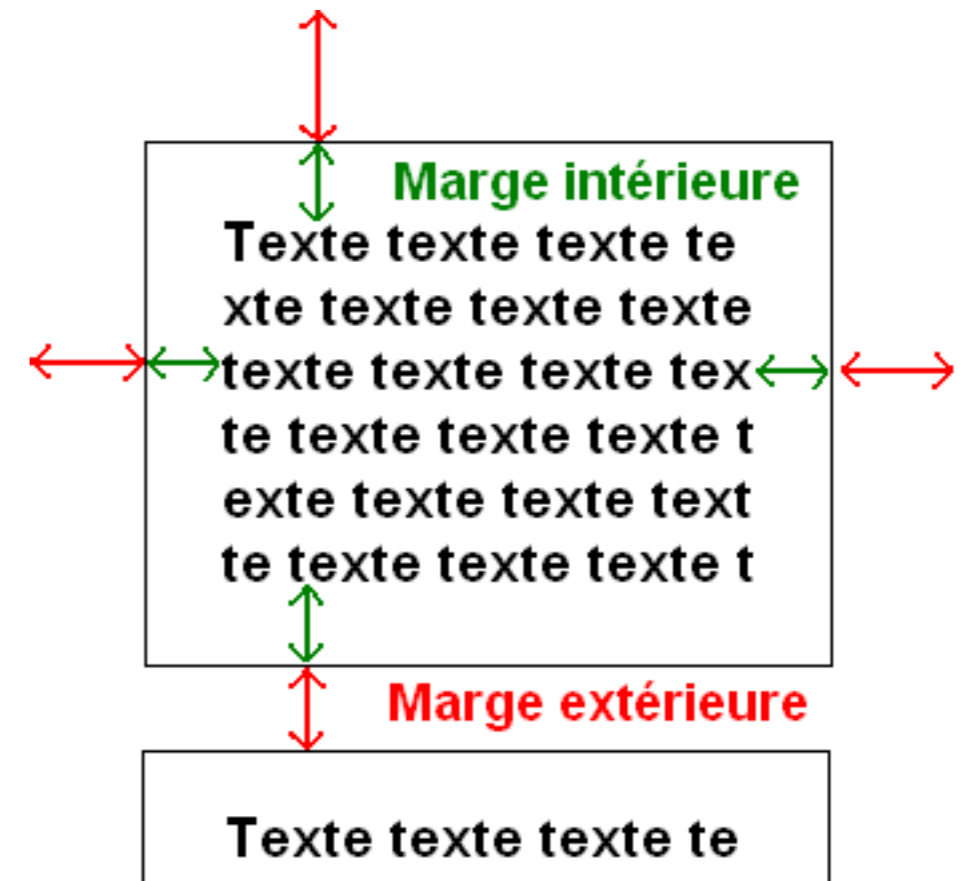 Marge intérieure
Texte texte texte te
xte texte texte texte
texte texte texte tex
te texte texte texte t
exte texte texte text
te texte texte texte t
Marge extérieure
Texte texte texte te